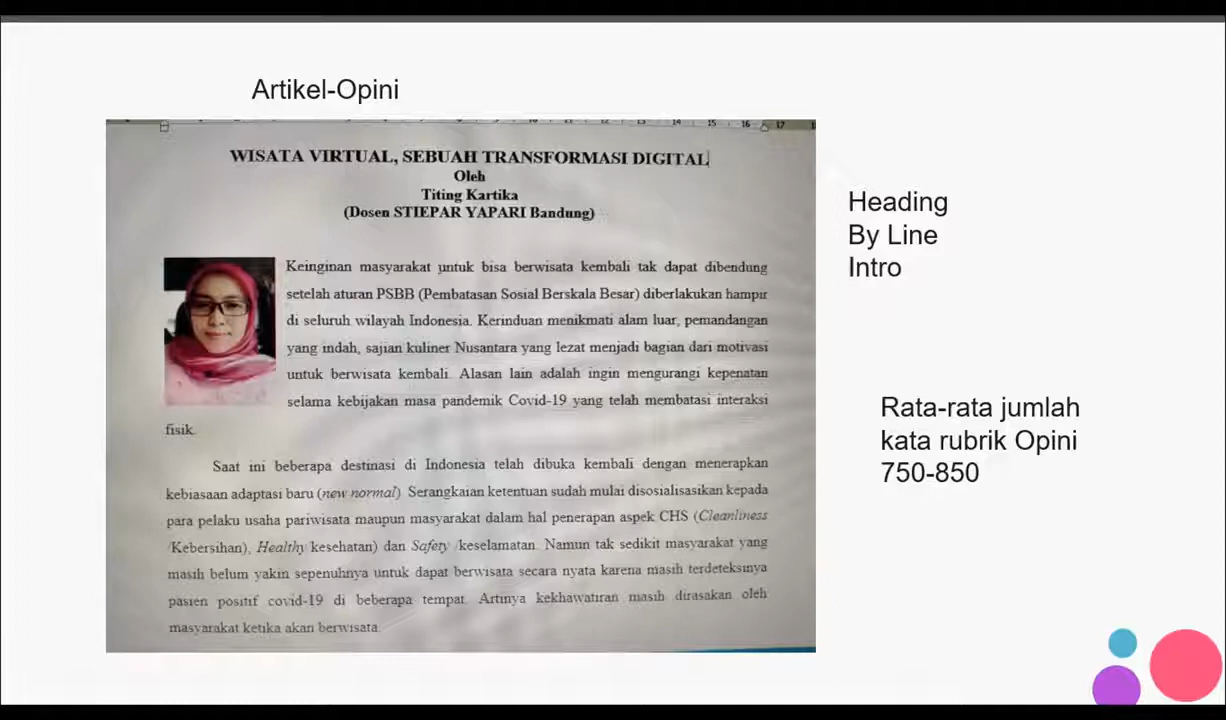 Artikel-Opini
WISATA VIRTUAL, SEBUAH TRANSFORMASI DIGITAL
Oleh
Titing Kartika
(Dosen STIEPAR YAPARI Bandung)
Keinginan masyarakat untuk bisa berwisata kembali tak dapat dibendung
setelah aturan PSBB (Pembatasan Sosial Berskala Besar) diberlakukan hampir
di seluruh wilayah Indonesia. Kerinduan menikmati alam luar, pemandangan
yang indah, sajian kuliner Nusantara yang lezat menjadi bagian dari motivasi
untuk berwisata kembali. Alasan lain adalah ingin mengurangi kepenatan
selama kebijakan masa pandemik Covid-19 yang telah membatasi interaksi
fisik.
Saat ini beberapa destinasi di Indonesia telah dibuka kembali dengan menerapkan
kebiasaan adaptasi baru (new normal). Serangkaian ketentuan sudah mulai disosialisasikan kepada
para pelaku usaha pariwisata maupun masyarakat dalam hal penerapan aspek CHS (Cleanliness
/Kebersihan), Healthy/kesehatan) dan Safety /keselamatan. Namun tak sedikit masyarakat yang
masih belum yakin sepenuhnya untuk dapat berwisata secara nyata karena masih terdeteksinya
pasien positif covid-19 di beberapa tempat. Artinya kekhawatiran masih dirasakan oleh
masyarakat ketika akan berwisata.
Heading
By Line
Intro
Rata-rata jumlah
kata rubrik Opini
750-850